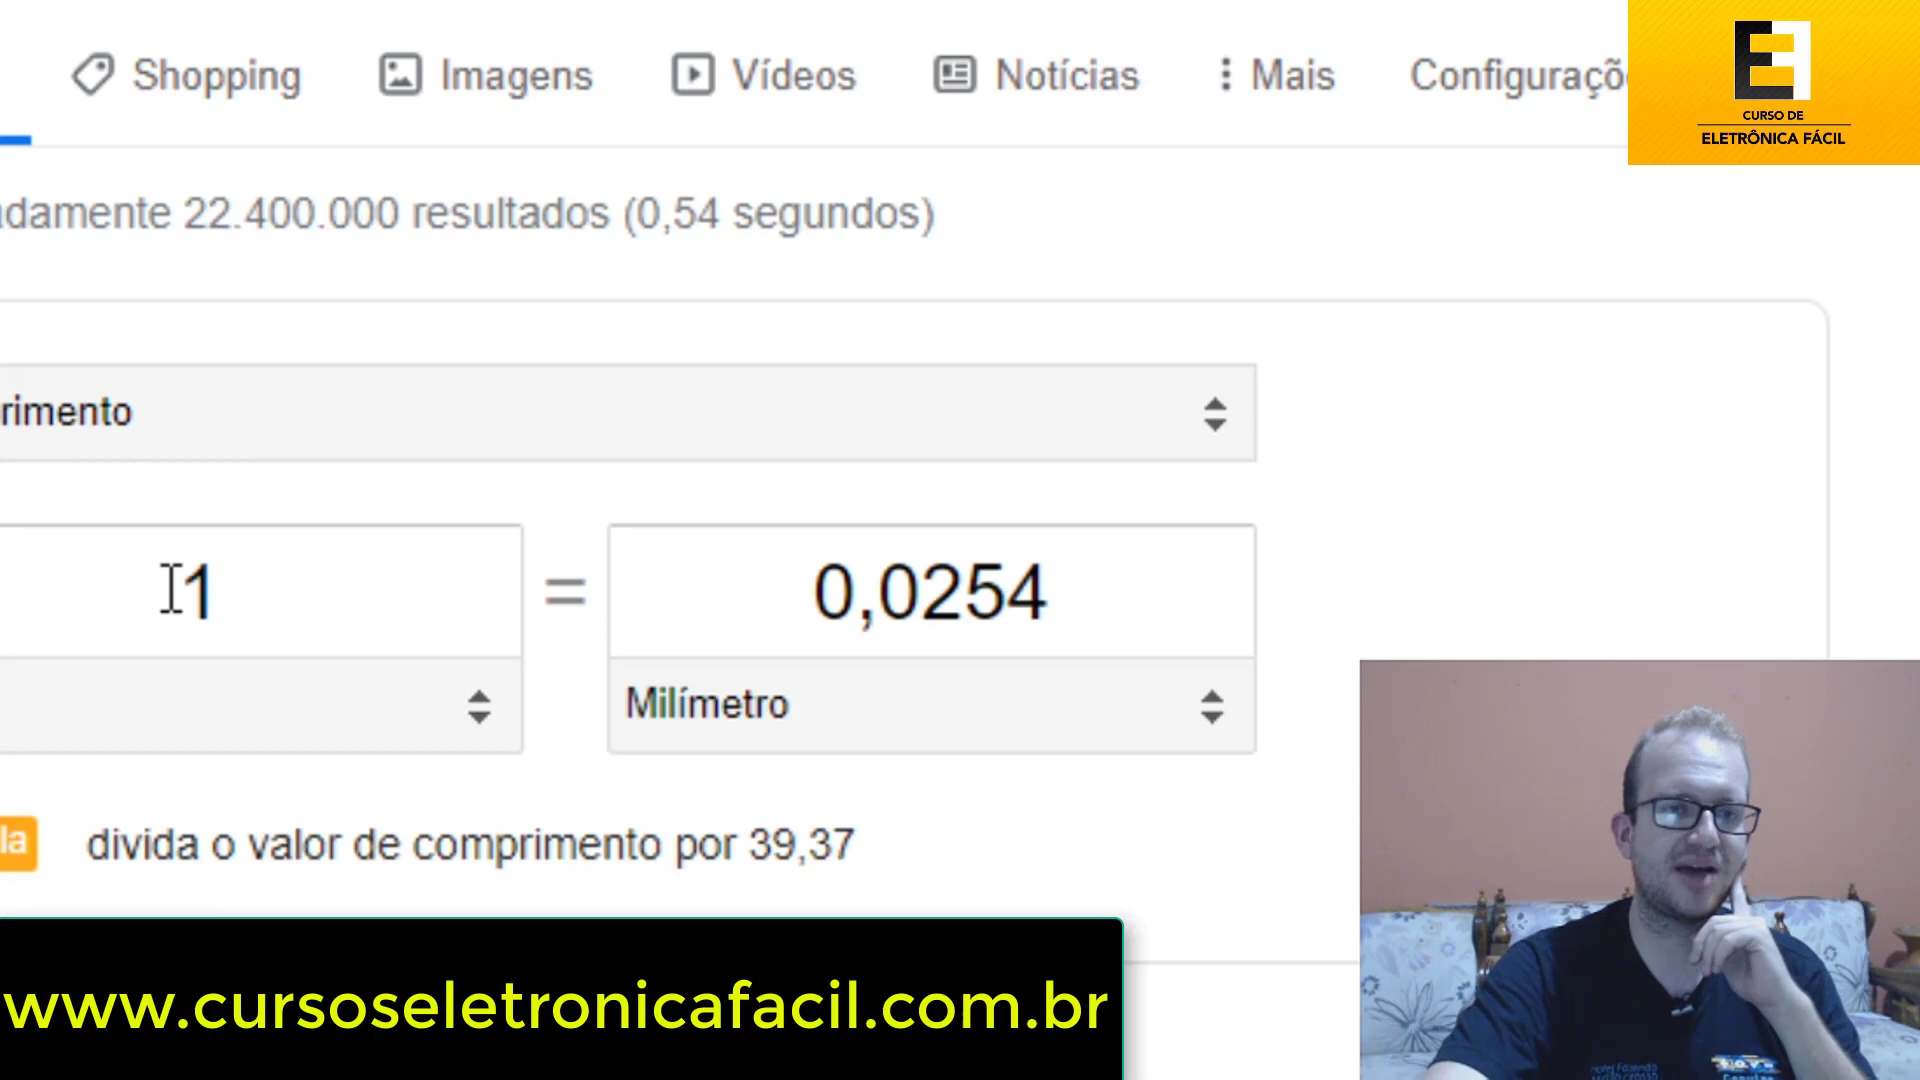 Shopping Imagens Vídeos Notícias Mais Configuraçõ
CURSO DE
ELETRÔNICA FÁCIL
adamente 22.400.000 resultados (0,54 segundos)
rimento
1 = 0,0254
Milímetro
la divida o valor de comprimento por 39,37
www.cursoseletronicafacil.com.br